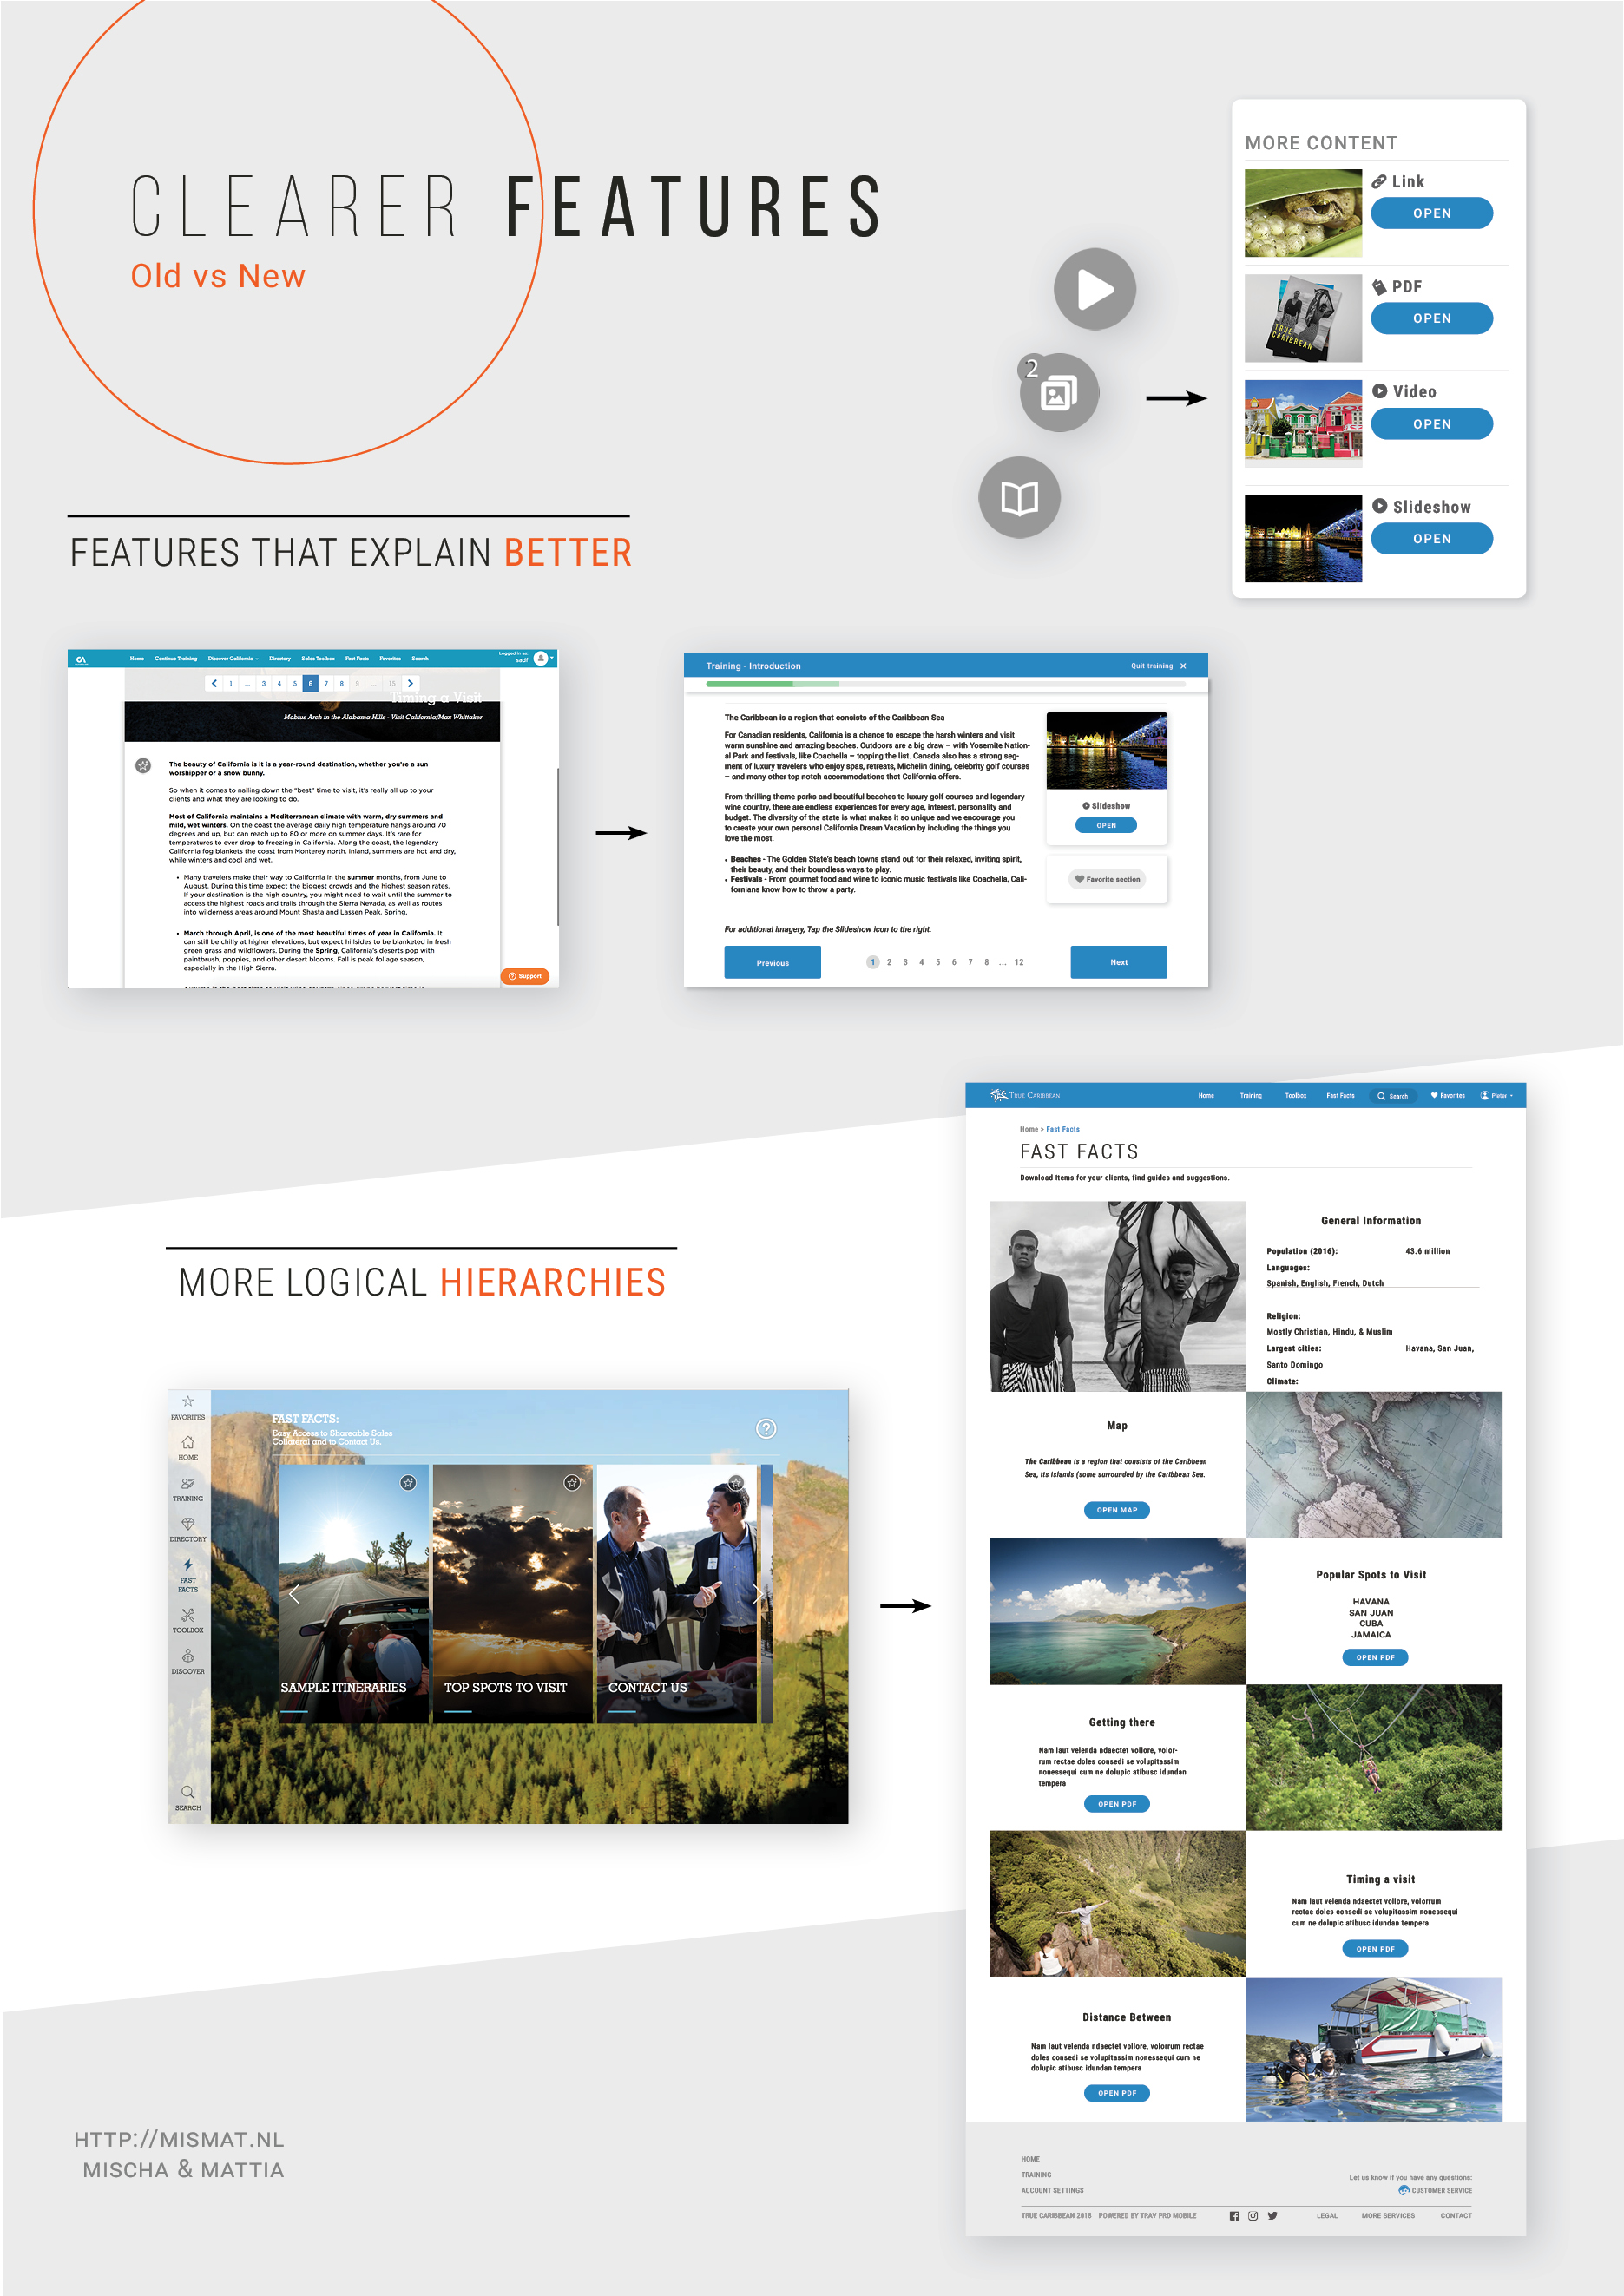 CLEARER FEATURES
Old vs New
MORE CONTENT
Link
OPEN
PDF
OPEN
TRUE
CARIBBEAN
Video
OPEN
Slideshow
OPEN
2
FEATURES THAT EXPLAIN BETTER
CA
Home Continue Training Discover California Directory Sales Toolbox Fast Facts Favorites Search
Logged in as:
sadf
1 ... 3 4 5 6 7 8 9 ... 15
Timing a Visit
Mobius Arch in the Alabama Hills - Visit California/Max Whittaker
The beauty of California is it is a year-round destination, whether you're a sun
worshipper or a snow bunny.
So when it comes to nailing down the "best" time to visit, it's really all up to your
clients and what they are looking to do.
Most of California maintains a Mediterranean climate with warm, dry summers and
mild, wet winters. On the coast the average daily high temperature hangs around 70
degrees and up, but can reach up to 80 or more on summer days. It's rare for
temperatures to ever drop to freezing in California. Along the coast, the legendary
California fog blankets the coast from Monterey north. Inland, summers are hot and dry,
while winters and cool and wet.
• Many travelers make their way to California in the summer months, from June to
August. During this time expect the biggest crowds and the highest season rates.
If your destination is the high country, you might need to wait until the summer to
access the highest roads and trails through the Sierra Nevada, as well as routes
into wilderness areas around Mount Shasta and Lassen Peak. Spring,
• March through April, is one of the most beautiful times of year in California. It
can still be chilly at higher elevations, but expect hillsides to be blanketed in fresh
green grass and wildflowers. During the Spring, California's deserts pop with
paintbrush, poppies, and other desert blooms. Fall is peak foliage season,
especially in the High Sierra.
Support
Training - Introduction
Quit training ×
The Caribbean is a region that consists of the Caribbean Sea
For Canadian residents, California is a chance to escape the harsh winters and visit
warm sunshine and amazing beaches. Outdoors are a big draw – with Yosemite Nation-
al Park and festivals, like Coachella – topping the list. Canada also has a strong seg-
ment of luxury travelers who enjoy spas, retreats, Michelin dining, celebrity golf courses
– and many other top notch accommodations that California offers.
From thrilling theme parks and beautiful beaches to luxury golf courses and legendary
wine country, there are endless experiences for every age, interest, personality and
budget. The diversity of the state is what makes it so unique and we encourage you
to create your own personal California Dream Vacation by including the things you
love the most.
• Beaches - The Golden State's beach towns stand out for their relaxed, inviting spirit,
their beauty, and their boundless ways to play.
• Festivals - From gourmet food and wine to iconic music festivals like Coachella, Cali-
fornians know how to throw a party.
For additional imagery, Tap the Slideshow icon to the right.
Slideshow
OPEN
Favorite section
Previous
1 2 3 4 5 6 7 8 ... 12
Next
MORE LOGICAL HIERARCHIES
FAVORITES
HOME
TRAINING
DIRECTORY
FAST
FACTS
TOOLBOX
DISCOVER
SEARCH
FAST FACTS:
Easy Access to Shareable Sales
Collateral and to Contact Us.
?
SAMPLE ITINERARIES
TOP SPOTS TO VISIT
CONTACT US
TRUE CARIBBEAN
Home Training Toolbox Fast Facts Search Favorites Pieter
Home > Fast Facts
FAST FACTS
Download items for your clients, find guides and suggestions.
General Information
Population (2016): 43.6 million
Languages:
Spanish, English, French, Dutch
Religion:
Mostly Christian, Hindu, & Muslim
Largest cities: Havana, San Juan,
Santo Domingo
Climate:
Map
The Caribbean is a region that consists of the Caribbean
Sea, its islands (some surrounded by the Caribbean Sea.
OPEN MAP
Popular Spots to Visit
HAVANA
SAN JUAN
CUBA
JAMAICA
OPEN PDF
Getting there
Nam laut velenda ndaectet vollore, volor-
rum rectae doles consedi se volupitassim
nonessequi cum ne dolupic atibusc idundan
tempera
OPEN PDF
Timing a visit
Nam laut velenda ndaectet vollore, volorrum
rectae doles consedi se volupitassim nonessequi
cum ne dolupic atibusc idundan tempera
OPEN PDF
Distance Between
Nam laut velenda ndaectet vollore, volorrum rectae
doles consedi se volupitassim nonessequi cum ne
dolupic atibusc idundan tempera
OPEN PDF
HOME
TRAINING
ACCOUNT SETTINGS
Let us know if you have any questions:
CUSTOMER SERVICE
TRUE CARIBBEAN 2018 | POWERED BY TRAV PRO MOBILE
LEGAL MORE SERVICES CONTACT
HTTP://MISMAT.NL
MISCHA & MATTIA